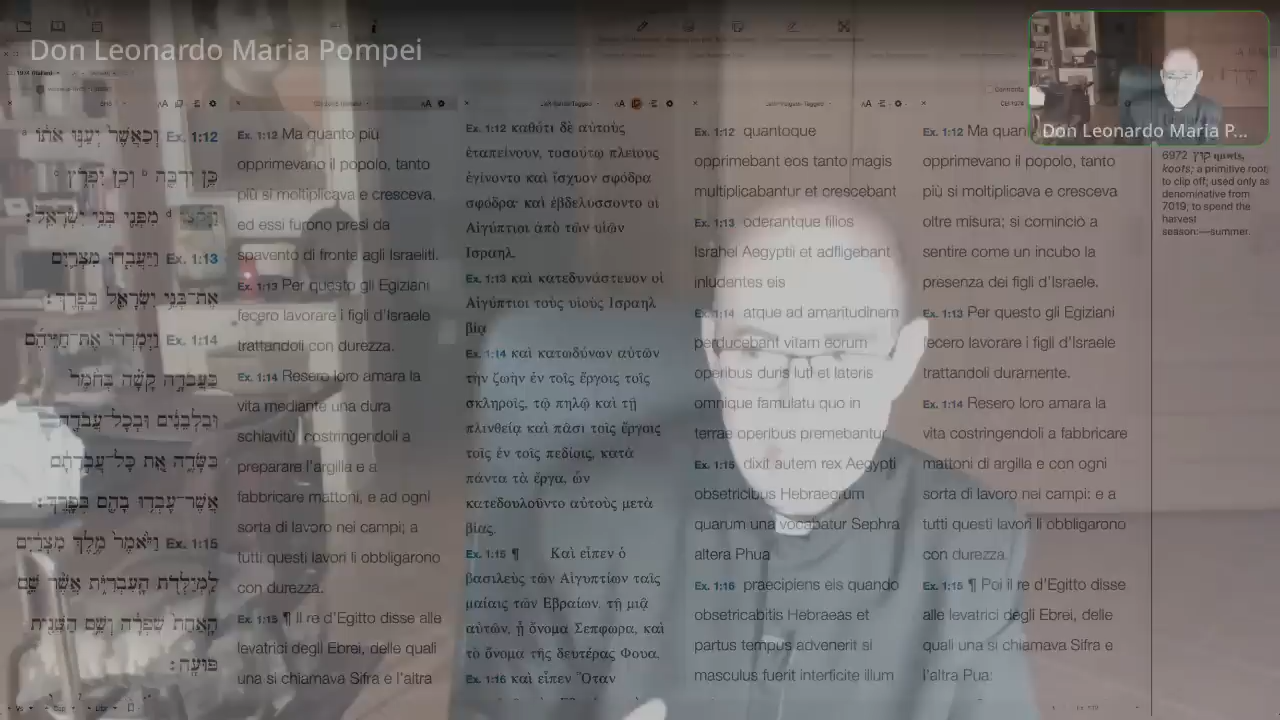 Don Leonardo Maria Pompei
Don Leonardo Maria P...
Ex. 1:12 וְכַאֲשֶׁר יְעַנּוּ אֹתוֹ
כֵּן יִרְבֶּה וְכֵן יִפְרֹץ
וַיָּקֻצוּ מִפְּנֵי בְּנֵי יִשְׂרָאֵל׃
Ex. 1:13 וַיַּעֲבִדוּ מִצְרַיִם
אֶת־בְּנֵי יִשְׂרָאֵל בְּפָרֶךְ׃
Ex. 1:14 וַיְמָרְרוּ אֶת־חַיֵּיהֶם
בַּעֲבֹדָה קָשָׁה בְּחֹמֶר
וּבִלְבֵנִים וּבְכָל־עֲבֹדָה
בַּשָּׂדֶה אֵת כָּל־עֲבֹדָתָם
אֲשֶׁר־עָבְדוּ בָהֶם בְּפָרֶךְ׃
Ex. 1:15 וַיֹּאמֶר מֶלֶךְ מִצְרַיִם
לַמְיַלְּדֹת הָעִבְרִיֹּת אֲשֶׁר שֵׁם
הָאַחַת שִׁפְרָה וְשֵׁם הַשֵּׁנִית
פּוּעָה׃
Ex. 1:12 Ma quanto più
opprimevano il popolo, tanto
più si moltiplicava e cresceva,
ed essi furono presi da
spavento di fronte agli Israeliti.
Ex. 1:13 Per questo gli Egiziani
fecero lavorare i figli d'Israele
trattandoli con durezza.
Ex. 1:14 Resero loro amara la
vita mediante una dura
schiavitù, costringendoli a
preparare l'argilla e a
fabbricare mattoni, e ad ogni
sorta di lavoro nei campi; a
tutti questi lavori li obbligarono
con durezza.
Ex. 1:15 ¶ Il re d'Egitto disse alle
levatrici degli Ebrei, delle quali
una si chiamava Sifra e l'altra
Ex. 1:12 καθότι δὲ αὐτοὺς
ἐταπείνουν, τοσούτῳ πλείους
ἐγίνοντο καὶ ἴσχυον σφόδρα
σφόδρα· καὶ ἐβδελύσσοντο οἱ
Αἰγύπτιοι ἀπὸ τῶν υἱῶν
Ισραηλ.
Ex. 1:13 καὶ κατεδυνάστευον οἱ
Αἰγύπτιοι τοὺς υἱοὺς Ισραηλ
βίᾳ
Ex. 1:14 καὶ κατωδύνων αὐτῶν
τὴν ζωὴν ἐν τοῖς ἔργοις τοῖς
σκληροῖς, τῷ πηλῷ καὶ τῇ
πλινθείᾳ καὶ πᾶσι τοῖς ἔργοις
τοῖς ἐν τοῖς πεδίοις, κατὰ
πάντα τὰ ἔργα, ὧν
κατεδουλοῦντο αὐτοὺς μετὰ
βίας.
Ex. 1:15 ¶ Καὶ εἶπεν ὁ
βασιλεὺς τῶν Αἰγυπτίων ταῖς
μαίαις τῶν Εβραίων, τῇ μιᾷ
αὐτῶν, ᾗ ὄνομα Σεπφωρα, καὶ
τὸ ὄνομα τῆς δευτέρας Φουα,
Ex. 1:16 καὶ εἶπεν Ὅταν
Ex. 1:12 quantoque
opprimebant eos tanto magis
multiplicabantur et crescebant
Ex. 1:13 oderantque filios
Israhel Aegyptii et adfligebant
inludentes eis
Ex. 1:14 atque ad amaritudinem
perducebant vitam eorum
operibus duris luti et lateris
omnique famulatu quo in
terrae operibus premebantur
Ex. 1:15 dixit autem rex Aegypti
obsetricibus Hebraeorum
quarum una vocabatur Sephra
altera Phua
Ex. 1:16 praecipiens eis quando
obsetricabitis Hebraeas et
partus tempus advenerit si
masculus fuerit interficite illum
Ex. 1:12 Ma quan
opprimevano il popolo, tanto
più si moltiplicava e cresceva
oltre misura; si cominciò a
sentire come un incubo la
presenza dei figli d'Israele.
Ex. 1:13 Per questo gli Egiziani
fecero lavorare i figli d'Israele
trattandoli duramente.
Ex. 1:14 Resero loro amara la
vita costringendoli a fabbricare
mattoni di argilla e con ogni
sorta di lavoro nei campi: e a
tutti questi lavori li obbligarono
con durezza.
Ex. 1:15 ¶ Poi il re d'Egitto disse
alle levatrici degli Ebrei, delle
quali una si chiamava Sifra e
l'altra Pua:
6972 קוּץ quwts,
koots; a primitive root;
to clip off; used only as
denominative from
7019; to spend the
harvest
season:—summer.